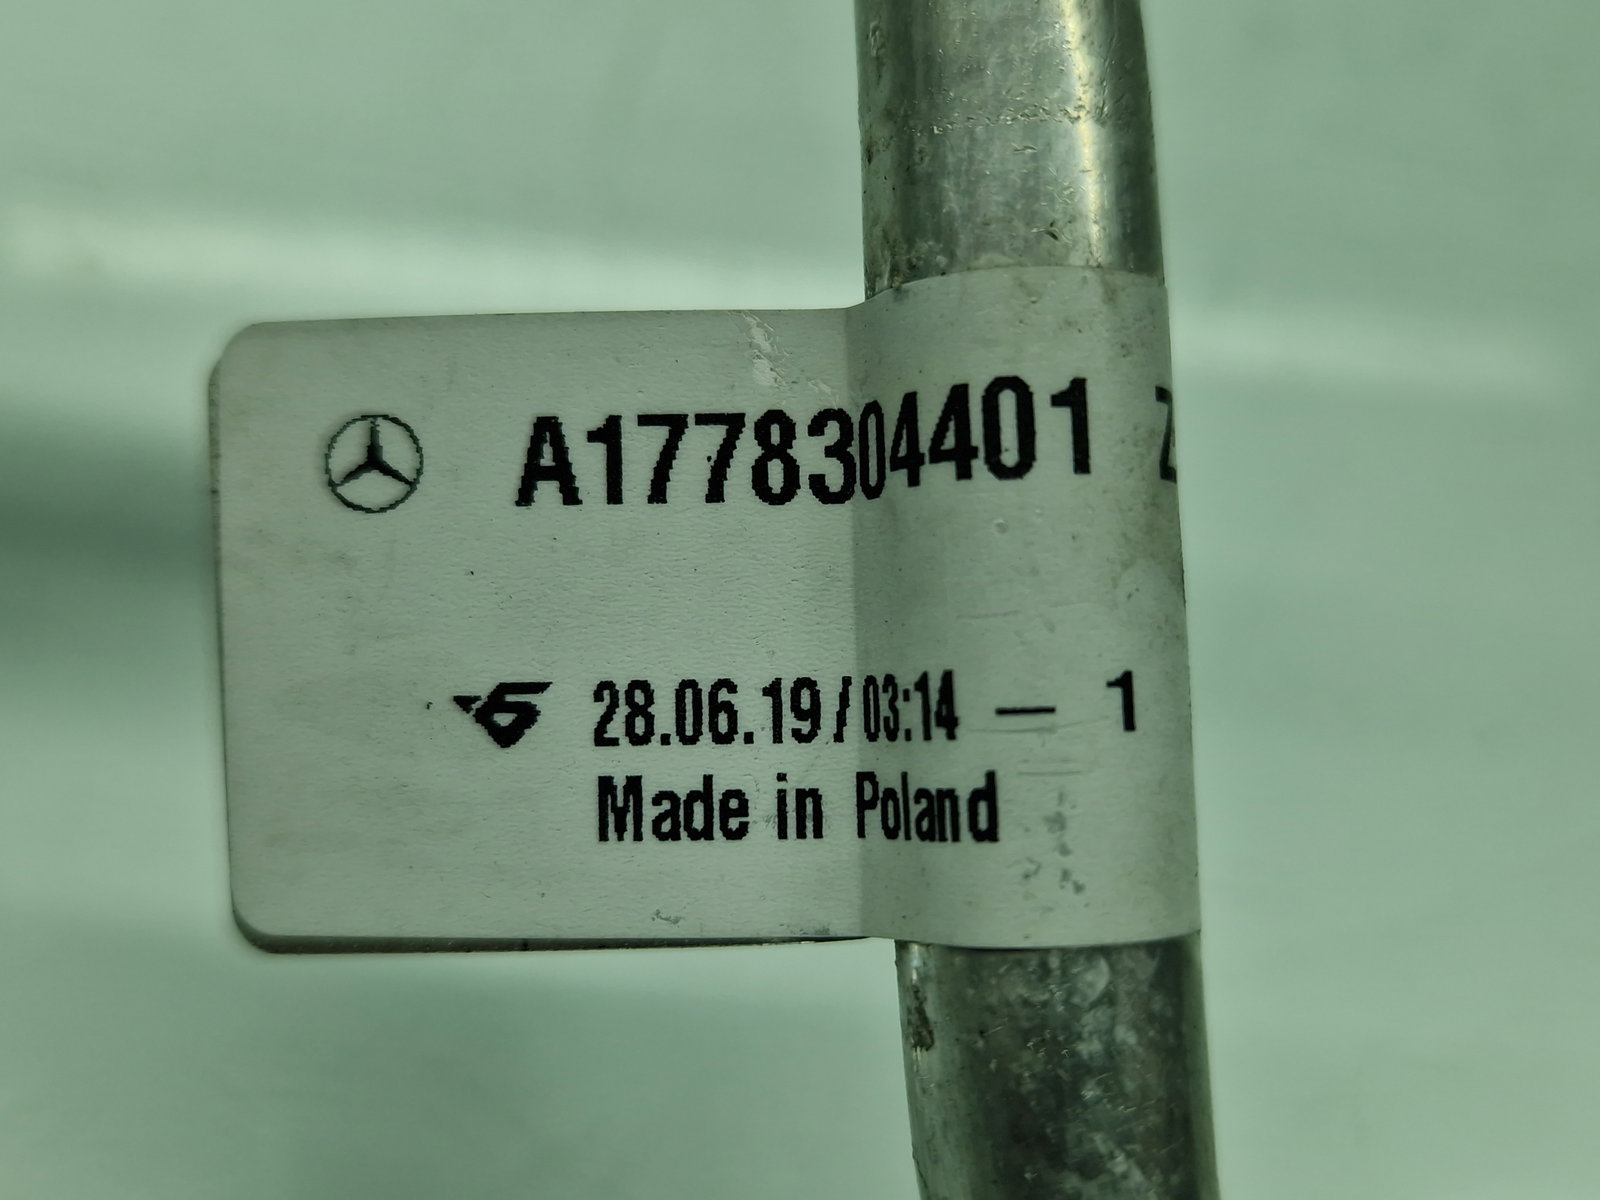 A1778304401 Z
28.06.19/03:14 — 1
Made in Poland